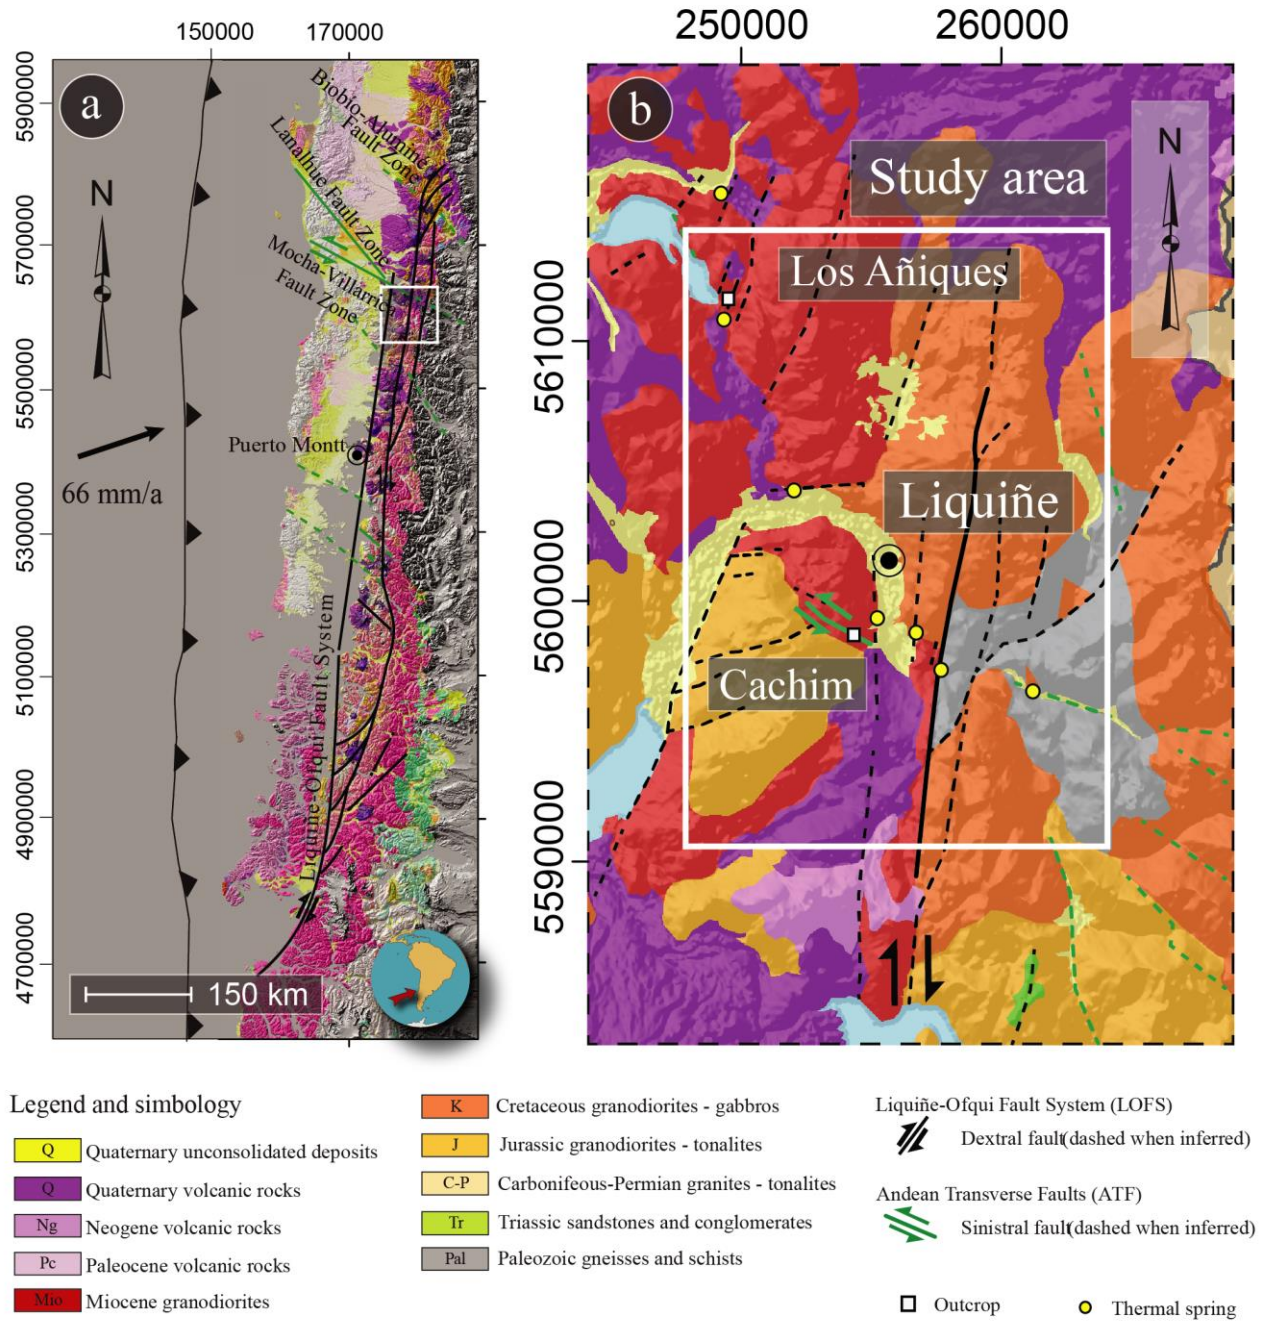 150000 170000
250000 260000
a
b
N
N
5900000
5700000
5500000
5300000
5100000
4900000
4700000
Biobio-Alumine
Fault Zone
Lanalhue Fault Zone
Mocha-Villarrica
Fault Zone
Puerto Montt
66 mm/a
Liquiñe-Ofqui Fault System
150 km
5610000
5600000
5590000
Study area
Los Añiques
Liquiñe
Cachim
Legend and simbology
Q Quaternary unconsolidated deposits
Q Quaternary volcanic rocks
Ng Neogene volcanic rocks
Pc Paleocene volcanic rocks
Mio Miocene granodiorites
K Cretaceous granodiorites - gabbros
J Jurassic granodiorites - tonalites
C-P Carbonifeous-Permian granites - tonalites
Tr Triassic sandstones and conglomerates
Pal Paleozoic gneisses and schists
Liquiñe-Ofqui Fault System (LOFS)
Dextral fault(dashed when inferred)
Andean Transverse Faults (ATF)
Sinistral fault(dashed when inferred)
Outcrop
Thermal spring